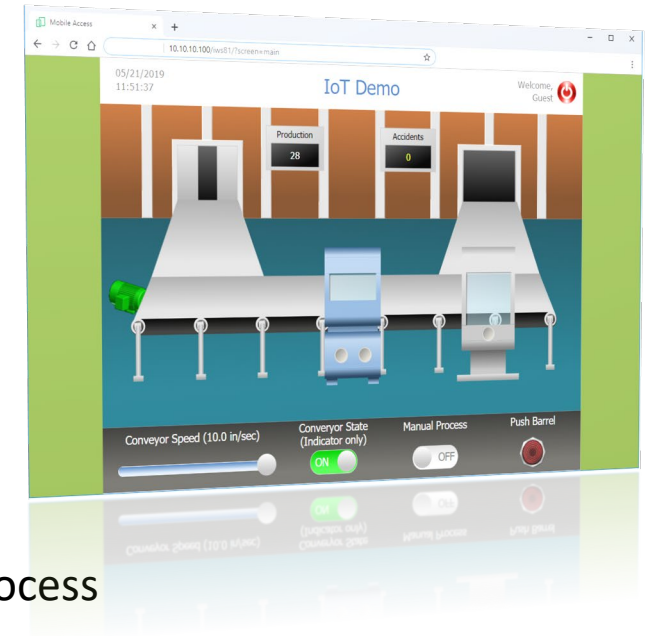 Mobile Access
10.10.10.100/iws81/?screen=main
05/21/2019
11:51:37
IoT Demo
Welcome,
Guest
Production
28
Accidents
0
Conveyor Speed (10.0 in/sec)
Converyor State
(Indicator only)
ON
Manual Process
OFF
Push Barrel
ocess